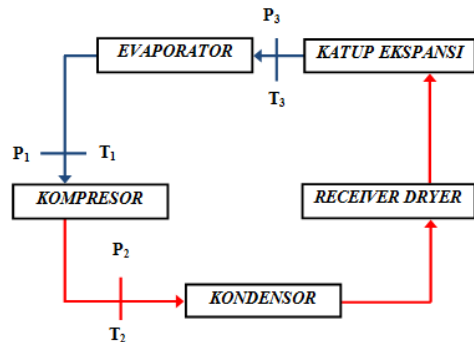 P3
EVAPORATOR
KATUP EKSPANSI
T3
P1
T1
KOMPRESOR
RECEIVER DRYER
P2
KONDENSOR
T2